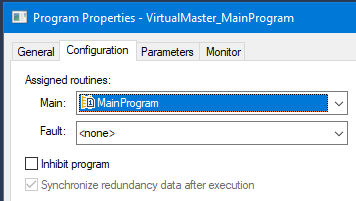 Program Properties - VirtualMaster_MainProgram
General Configuration Parameters Monitor
Assigned routines:
Main: MainProgram
Fault: <none>
Inhibit program
Synchronize redundancy data after execution